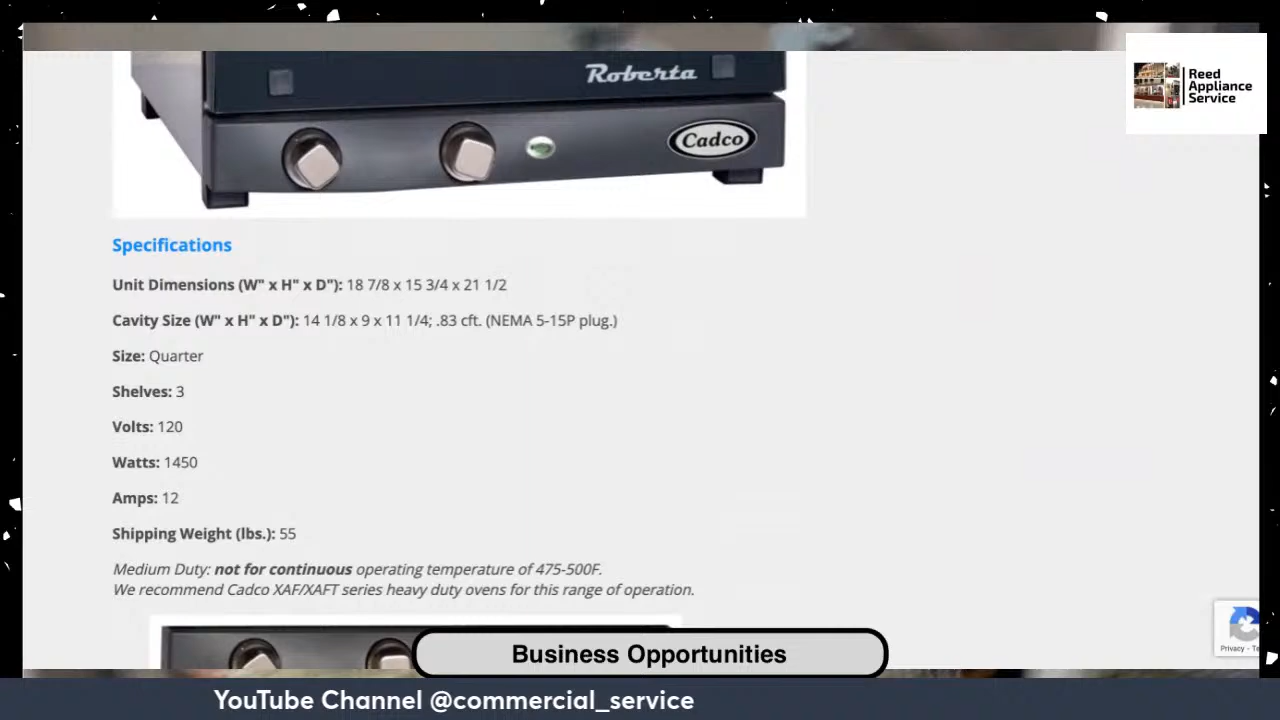 Roberta
Cadco
Reed
Appliance
Service
Specifications
Unit Dimensions (W" x H" x D"): 18 7/8 x 15 3/4 x 21 1/2
Cavity Size (W" x H" x D"): 14 1/8 x 9 x 11 1/4; .83 cft. (NEMA 5-15P plug.)
Size: Quarter
Shelves: 3
Volts: 120
Watts: 1450
Amps: 12
Shipping Weight (lbs.): 55
Medium Duty: not for continuous operating temperature of 475-500F.
We recommend Cadco XAF/XAFT series heavy duty ovens for this range of operation.
Privacy - Te
Business Opportunities
YouTube Channel @commercial_service